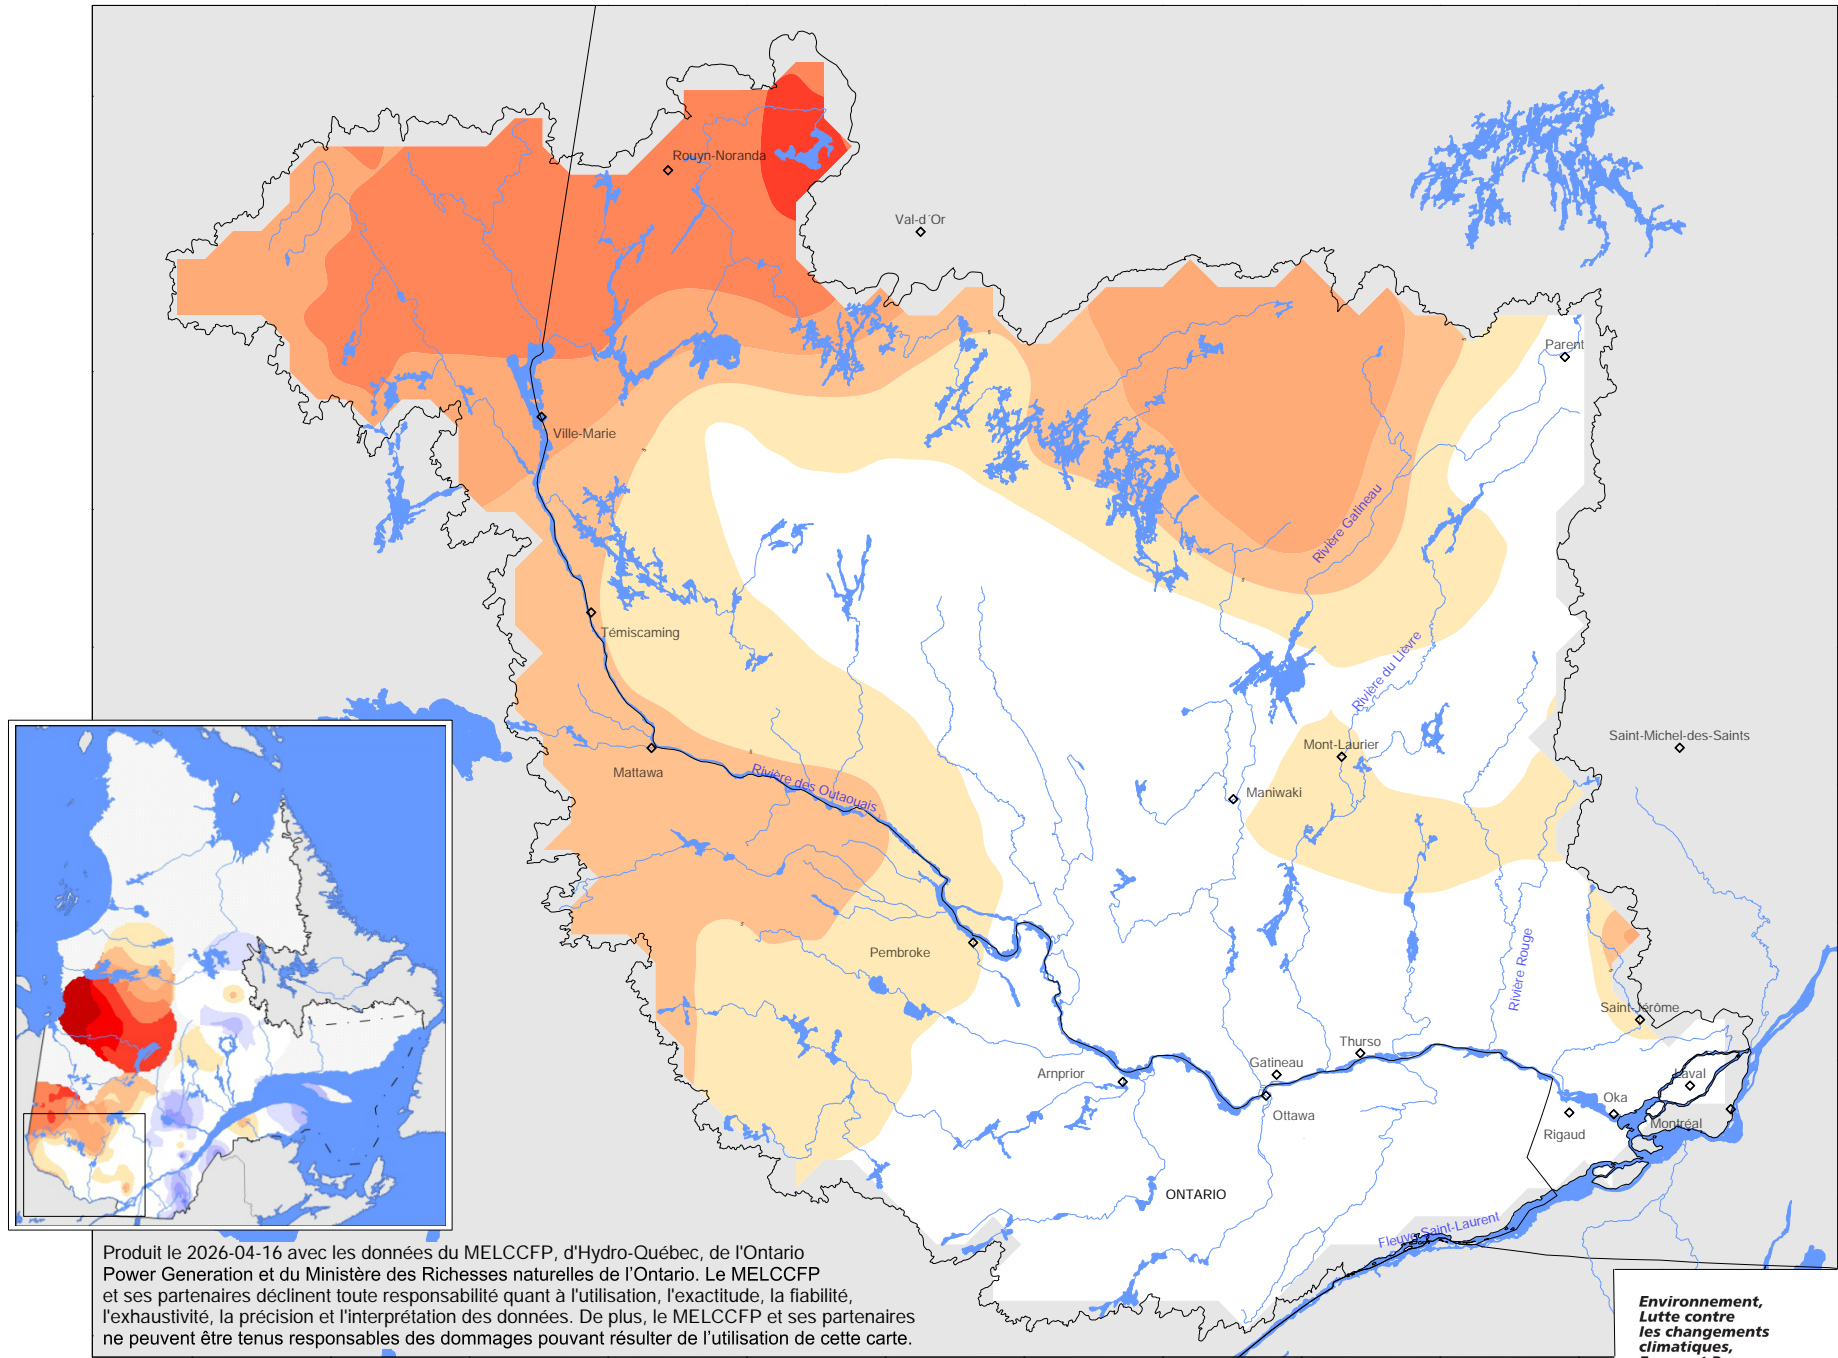 Rouyn-Noranda
Val-d´Or
Parent
Ville-Marie
Rivière Gatineau
Témiscaming
Rivière du Lièvre
Saint-Michel-des-Saints
Mont-Laurier
Mattawa
Rivière des Outaouais
Maniwaki
Pembroke
Rivière Rouge
Saint-Jérôme
Thurso
Gatineau
Arnprior
Laval
Oka
Ottawa
Montréal
Rigaud
ONTARIO
Fleuve Saint-Laurent
Produit le 2026-04-16 avec les données du MELCCFP, d'Hydro-Québec, de l'Ontario
Power Generation et du Ministère des Richesses naturelles de l’Ontario. Le MELCCFP
et ses partenaires déclinent toute responsabilité quant à l'utilisation, l'exactitude, la fiabilité,
l'exhaustivité, la précision et l'interprétation des données. De plus, le MELCCFP et ses partenaires
ne peuvent être tenus responsables des dommages pouvant résulter de l’utilisation de cette carte.
Environnement,
Lutte contre
les changements
climatiques,